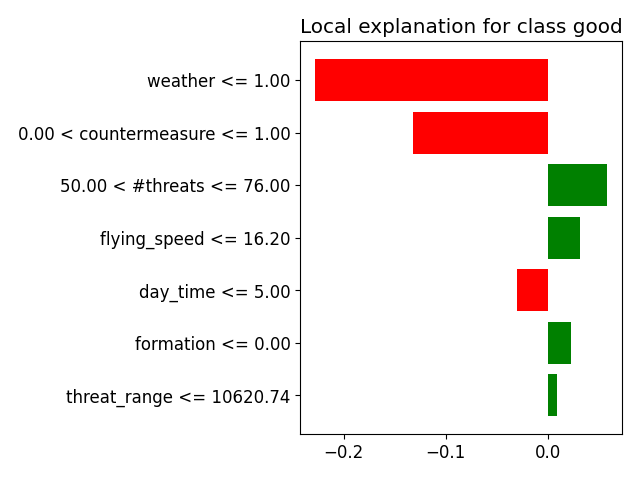 Local explanation for class good
weather <= 1.00
0.00 < countermeasure <= 1.00
50.00 < #threats <= 76.00
flying_speed <= 16.20
day_time <= 5.00
formation <= 0.00
threat_range <= 10620.74
−0.2 −0.1 0.0